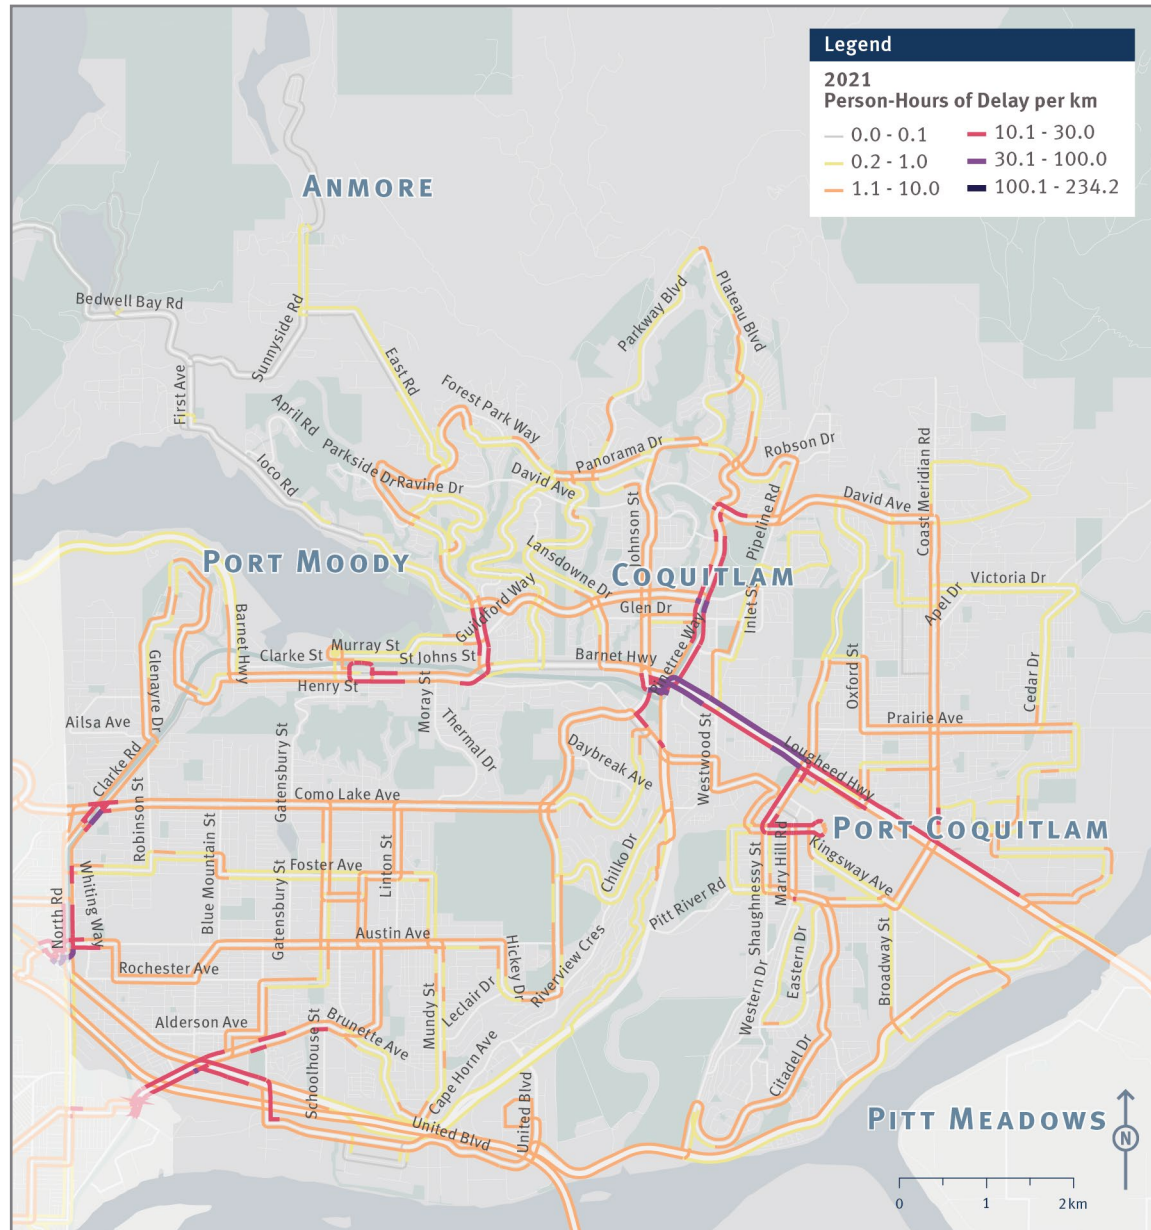 Legend
2021
Person-Hours of Delay per km
0.0 - 0.1
0.2 - 1.0
1.1 - 10.0
10.1 - 30.0
30.1 - 100.0
100.1 - 234.2
ANMORE
Bedwell Bay Rd
Sunnyside Rd
First Ave
East Rd
Parkway Blvd
Plateau Blvd
April Rd
Forest Park Way
Parkside Dr
Ravine Dr
Ioco Rd
David Ave
Panorama Dr
Robson Dr
Johnson St
Pipeline Rd
David Ave
Coast Meridian Rd
PORT MOODY
Lansdowne Dr
COQUITLAM
Guildford Way
Glen Dr
Inlet St
Victoria Dr
Apel Dr
Barnet Hwy
Murray St
Clarke St
St Johns St
Barnet Hwy
Pinetree Way
Henry St
Moray St
Glenayre Dr
Oxford St
Cedar Dr
Ailsa Ave
Gatensbury St
Thermal Dr
Daybreak Ave
Westwood St
Prairie Ave
Lougheed Hwy
Clarke Rd
Robinson St
Como Lake Ave
Blue Mountain St
Foster Ave
Linton St
Chilko Dr
PORT COQUITLAM
Mary Hill Rd
Kingsway Ave
Shaughnessy St
Pitt River Rd
North Rd
Whiting Way
Gatensbury St
Austin Ave
Hickey Dr
Riverview Cres
Rochester Ave
Mundy St
Leclair Dr
Western Dr
Eastern Dr
Broadway St
Alderson Ave
Schoolhouse St
Brunette Ave
Cape Horn Ave
Citadel Dr
United Blvd
United Blvd
PITT MEADOWS
N
0 1 2 km